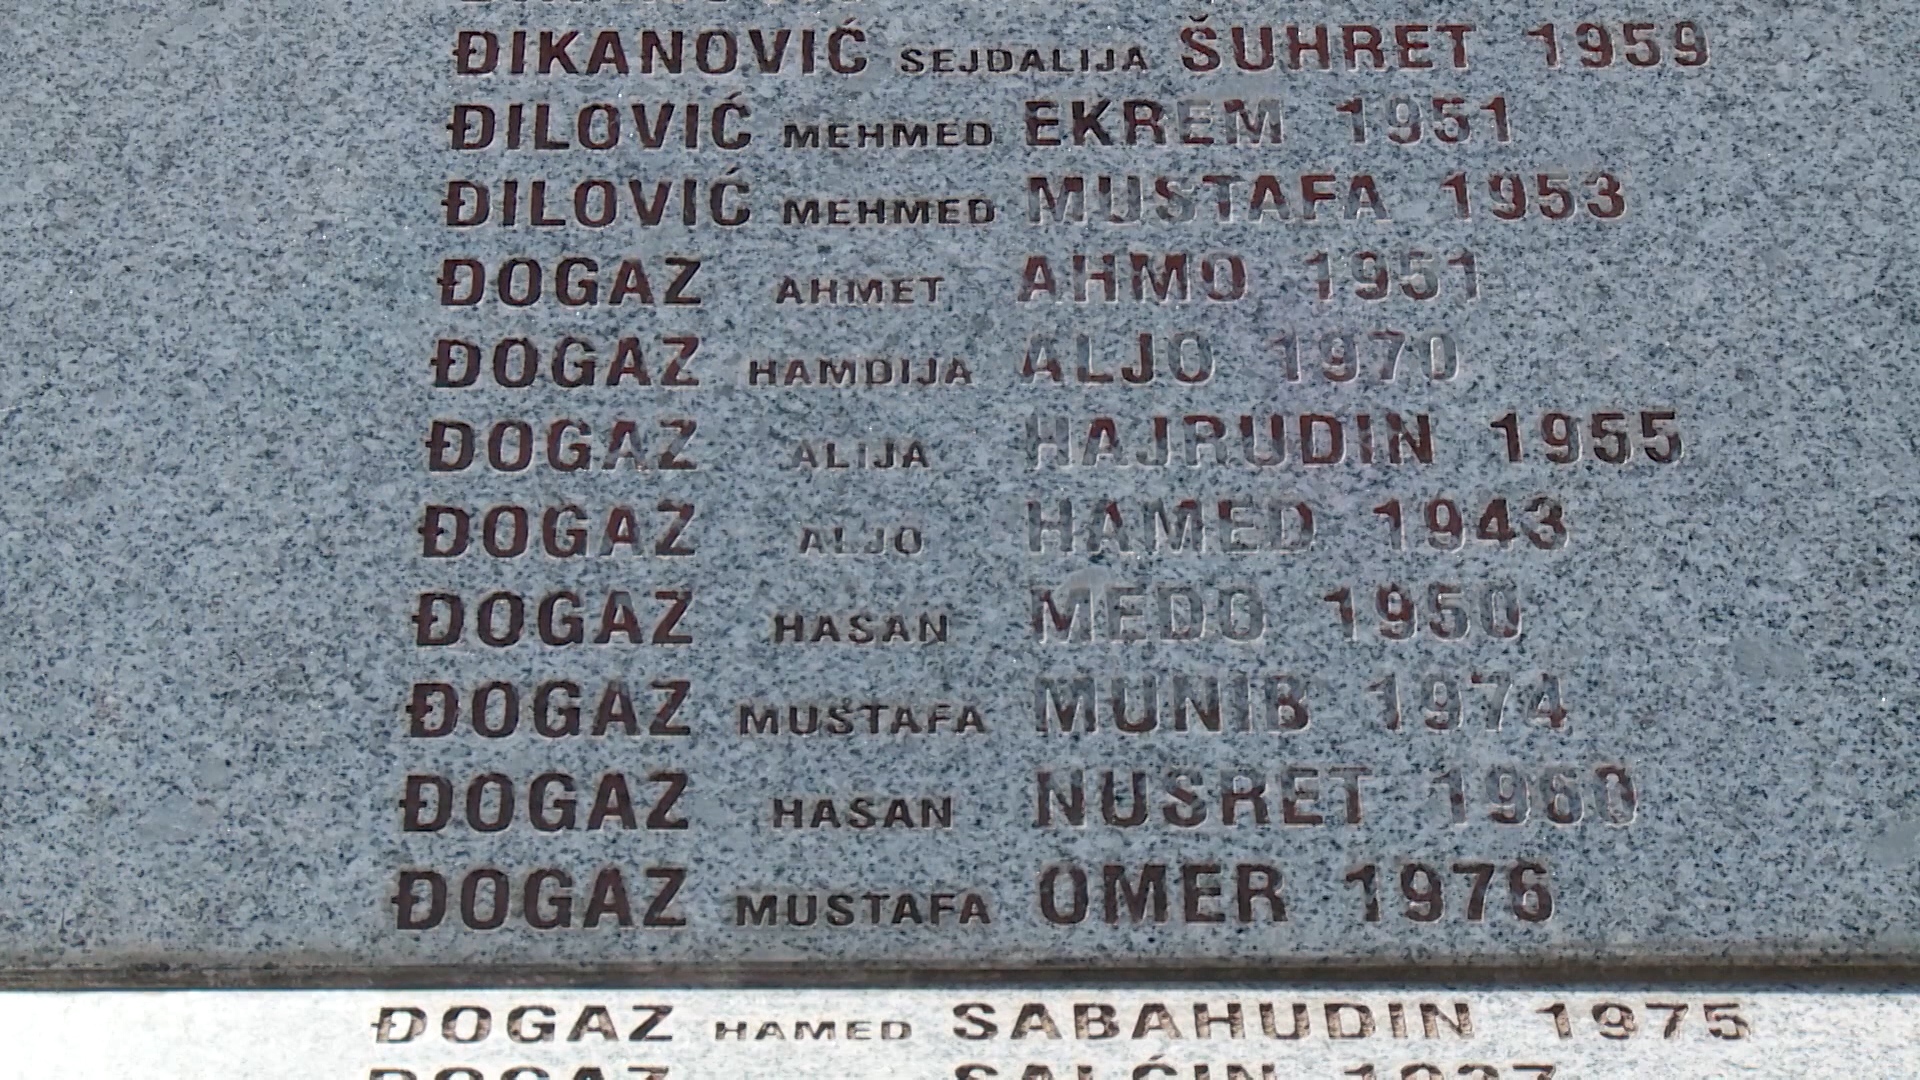 ĐIKANOVIĆ SEJDALIJA ŠUHRET 1959
ĐILOVIĆ MEHMED EKREM 1951
ĐILOVIĆ MEHMED MUSTAFA 1953
ĐOGAZ AHMET AHMO 1951
ĐOGAZ HAMDIJA ALJO 1970
ĐOGAZ ALIJA HAJRUDIN 1955
ĐOGAZ ALJO HAMED 1943
ĐOGAZ HASAN MEDO 1950
ĐOGAZ MUSTAFA MUNIB 1974
ĐOGAZ HASAN NUSRET 1960
ĐOGAZ MUSTAFA OMER 1976
ĐOGAZ HAMED SABAHUDIN 1975
ĐOGAZ